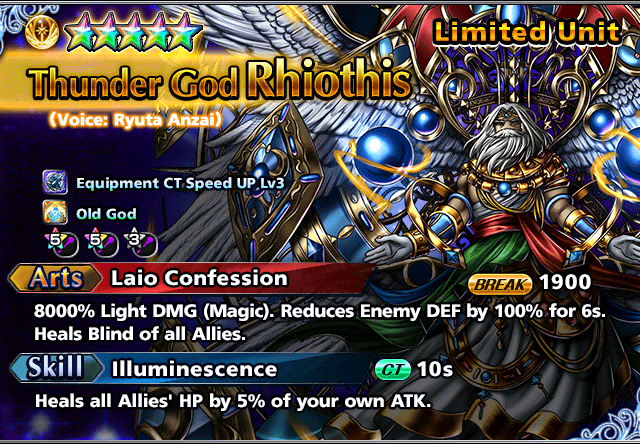 Limited Unit
Thunder God Rhiothis
(Voice: Ryuta Anzai)
Equipment CT Speed UP Lv3
Old God
5 5 3
Arts Laio Confession BREAK 1900
8000% Light DMG (Magic). Reduces Enemy DEF by 100% for 6s.
Heals Blind of all Allies.
Skill Illuminescence CT 10s
Heals all Allies' HP by 5% of your own ATK.